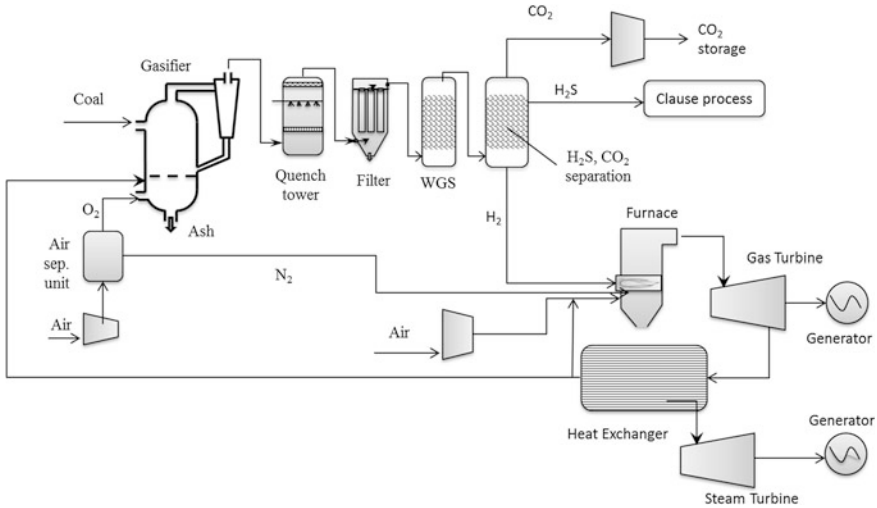 CO₂
CO₂
storage
Gasifier
H₂S
Clause process
Coal
H₂S, CO₂
separation
Quench
tower
Filter
WGS
H₂
Furnace
O₂
Ash
Air
sep.
unit
N₂
Gas Turbine
Air
Air
Generator
Heat Exchanger
Generator
Steam Turbine